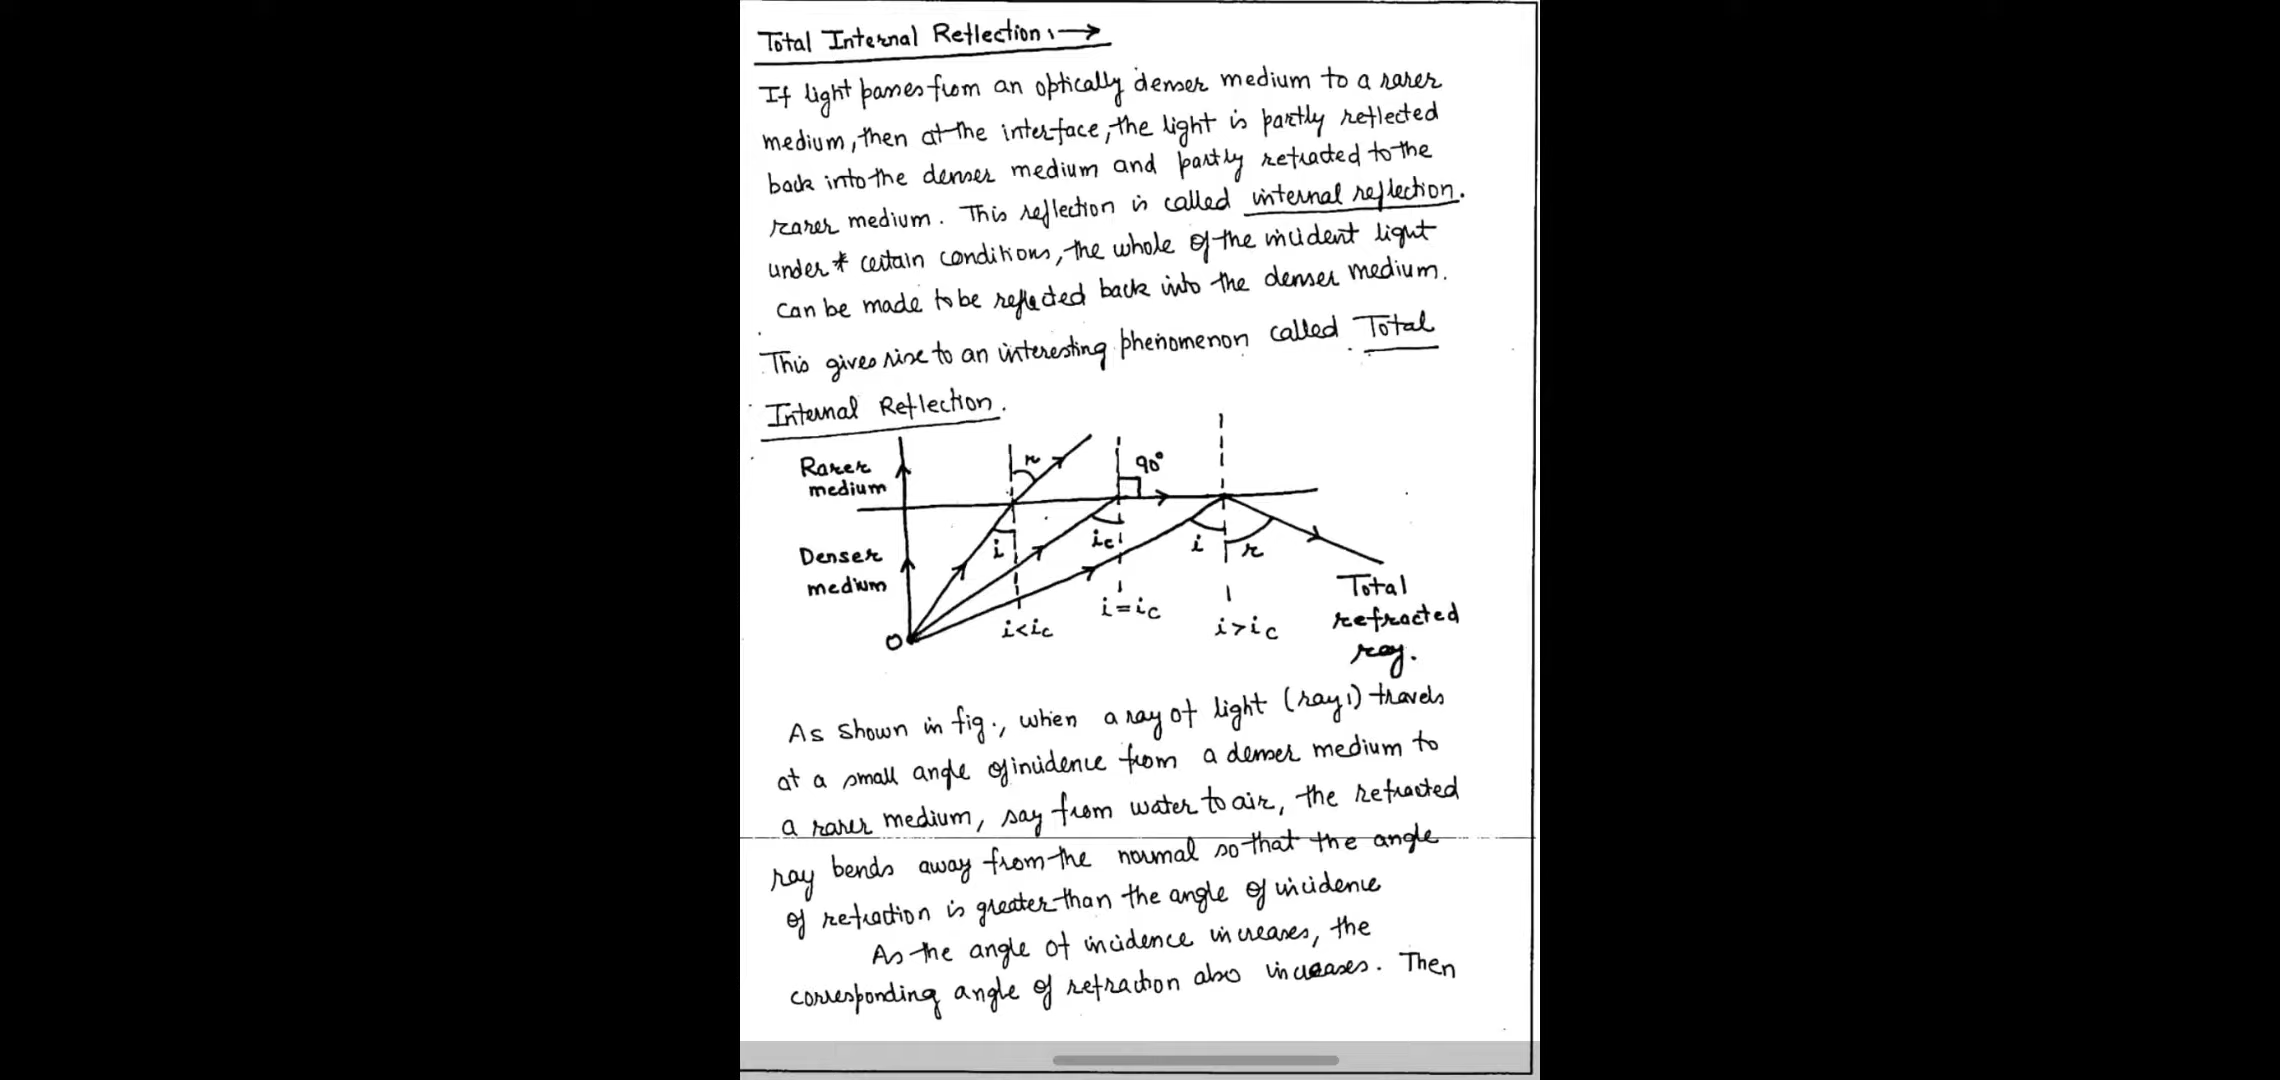 Total Internal Reflection :→
If light passes from an optically denser medium to a rarer
medium, then at the interface, the light is partly reflected
back into the denser medium and partly refracted to the
rarer medium. This reflection is called internal reflection.
under * certain conditions, the whole of the incident light
can be made to be reflected back into the denser medium.
This gives rise to an interesting phenomenon called Total
Internal Reflection.
Rarer
medium
r
90°
Denser
medium
i
ic
i
r
O
i<ic
i=ic
i>ic
Total
refracted
ray.
As shown in fig., when a ray of light (ray 1) travels
at a small angle of incidence from a denser medium to
a rarer medium, say from water to air, the refracted
ray bends away from the normal so that the angle
of refraction is greater than the angle of incidence
As the angle of incidence increases, the
corresponding angle of refraction also increases. Then